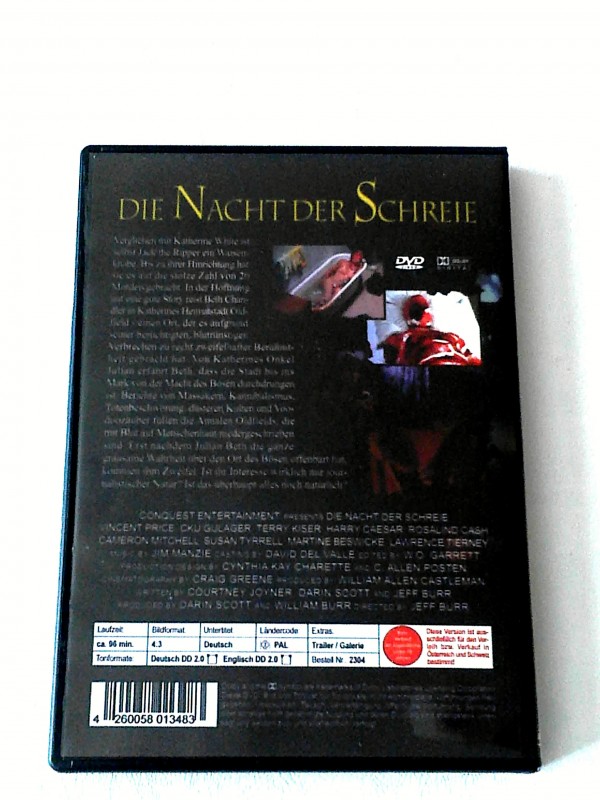 DIE NACHT DER SCHREIE
Verglichen mit Katherine White ist
selbst Jack the Ripper ein Waisen-
knabe. Bis zu ihrer Hinrichtung hat
sie es auf die stolze Zahl von 20
Morden gebracht. In der Hoffnung
auf eine gute Story reist Beth Chan-
dler in Katherines Heimatstadt Old-
field einen Ort, der es aufgrund
seiner berüchtigten, blutrünstigen
Verbrechen zu recht zweifelhafter Berühmt-
heit gebracht hat. Von Katherines Onkel
Julian erfährt Beth, dass die Stadt bis ins
Mark von der Macht des Bösen durchdrungen
ist. Berichte von Massakern, Kannibalismus,
Totenbeschwörung, düsteren Kulten und Voo-
doozauber füllen die Annalen Oldfields, die
mit Blut auf Menschenhaut niedergeschrieben
sind. Erst nachdem Julian Beth die ganze
grausame Wahrheit über den Ort des Bösen offenbart hat,
kommen ihm Zweifel: Ist ihr Interesse wirklich nur jour-
nalistischer Natur? Ist das überhaupt alles noch natürlich?
DVD
DIGITAL
CONQUEST ENTERTAINMENT PRESENTS DIE NACHT DER SCHREIE
VINCENT PRICE CKU GULAGER TERRY KISER HARRY CAESAR ROSALIND CASH
CAMERON MITCHELL SUSAN TYRRELL MARTINE BESWICKE LAWRENCE TIERNEY
MUSIC BY JIM MANZIE CASTING BY DAVID DEL VALLE EDITED BY W.O. GARRETT
PRODUCTION DESIGN BY CYNTHIA KAY CHARETTE AND C. ALLEN POSTEN
CINEMATOGRAPHY BY CRAIG GREENE PRODUCED BY WILLIAM ALLEN CASTLEMAN
WRITTEN BY COURTNEY JOYNER DARIN SCOTT AND JEFF BURR
PRODUCED BY DARIN SCOTT AND WILLIAM BURR DIRECTED BY JEFF BURR
Laufzeit: Bildformat: Untertitel Ländercode Extras:
ca. 96 min. 4:3 Deutsch PAL Trailer / Galerie
Tonformate: Deutsch DD 2.0 Englisch DD 2.0 Bestell Nr.: 2304
Diese Version ist aus-
schließlich für den Ver-
leih bzw. Verkauf in
Österreich und Schweiz
bestimmt!
4 260058 013483